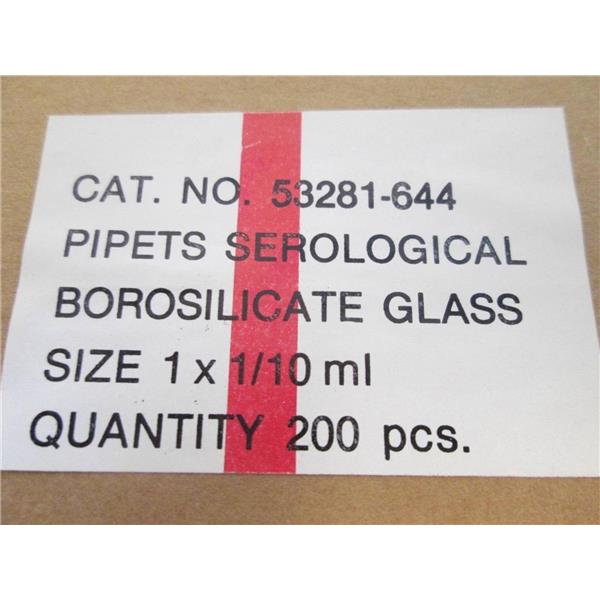 CAT. NO. 53281-644
PIPETS SEROLOGICAL
BOROSILICATE GLASS
SIZE 1 x 1/10 ml
QUANTITY 200 pcs.